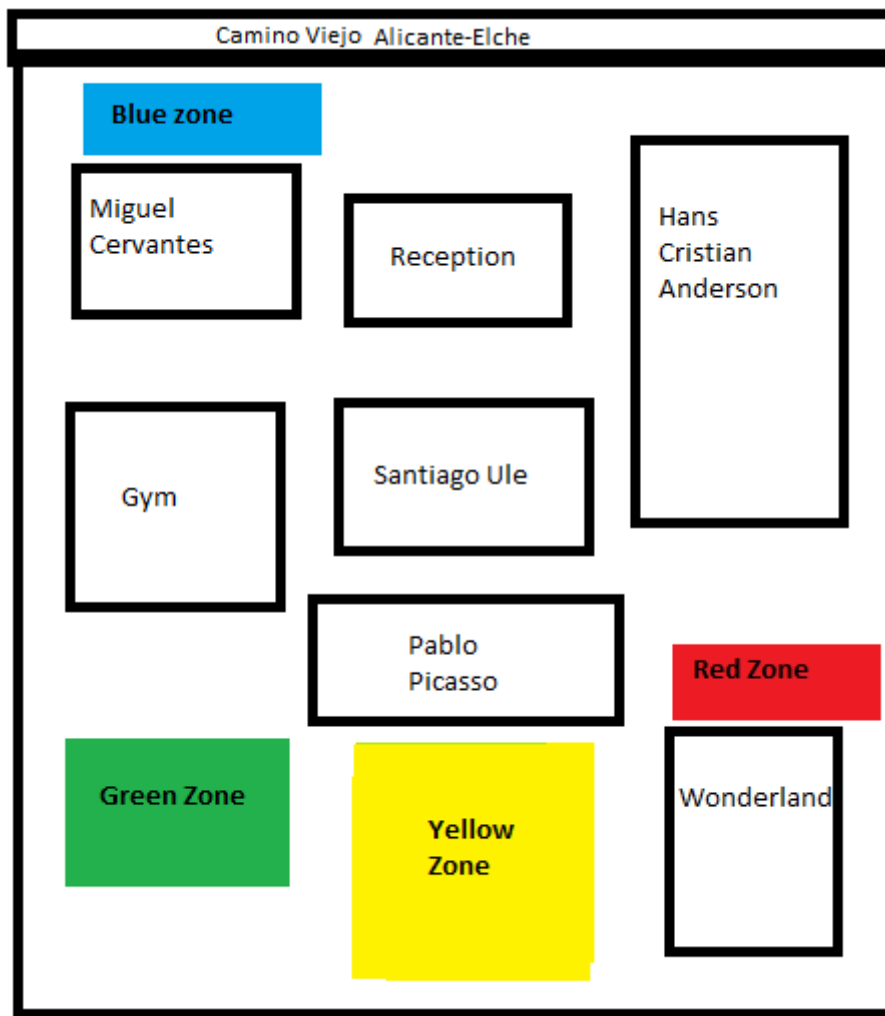 Camino Viejo Alicante-Elche
Blue zone
Miguel
Cervantes
Reception
Hans
Cristian
Anderson
Gym
Santiago Ule
Pablo
Picasso
Red Zone
Green Zone
Yellow
Zone
Wonderland